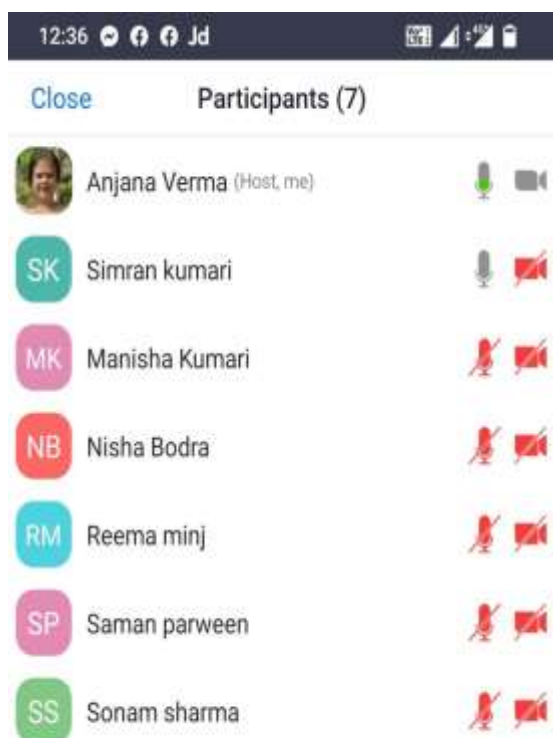 12:36 Jd
Close Participants (7)
Anjana Verma (Host, me)
SK Simran kumari
MK Manisha Kumari
NB Nisha Bodra
RM Reema minj
SP Saman parween
SS Sonam sharma